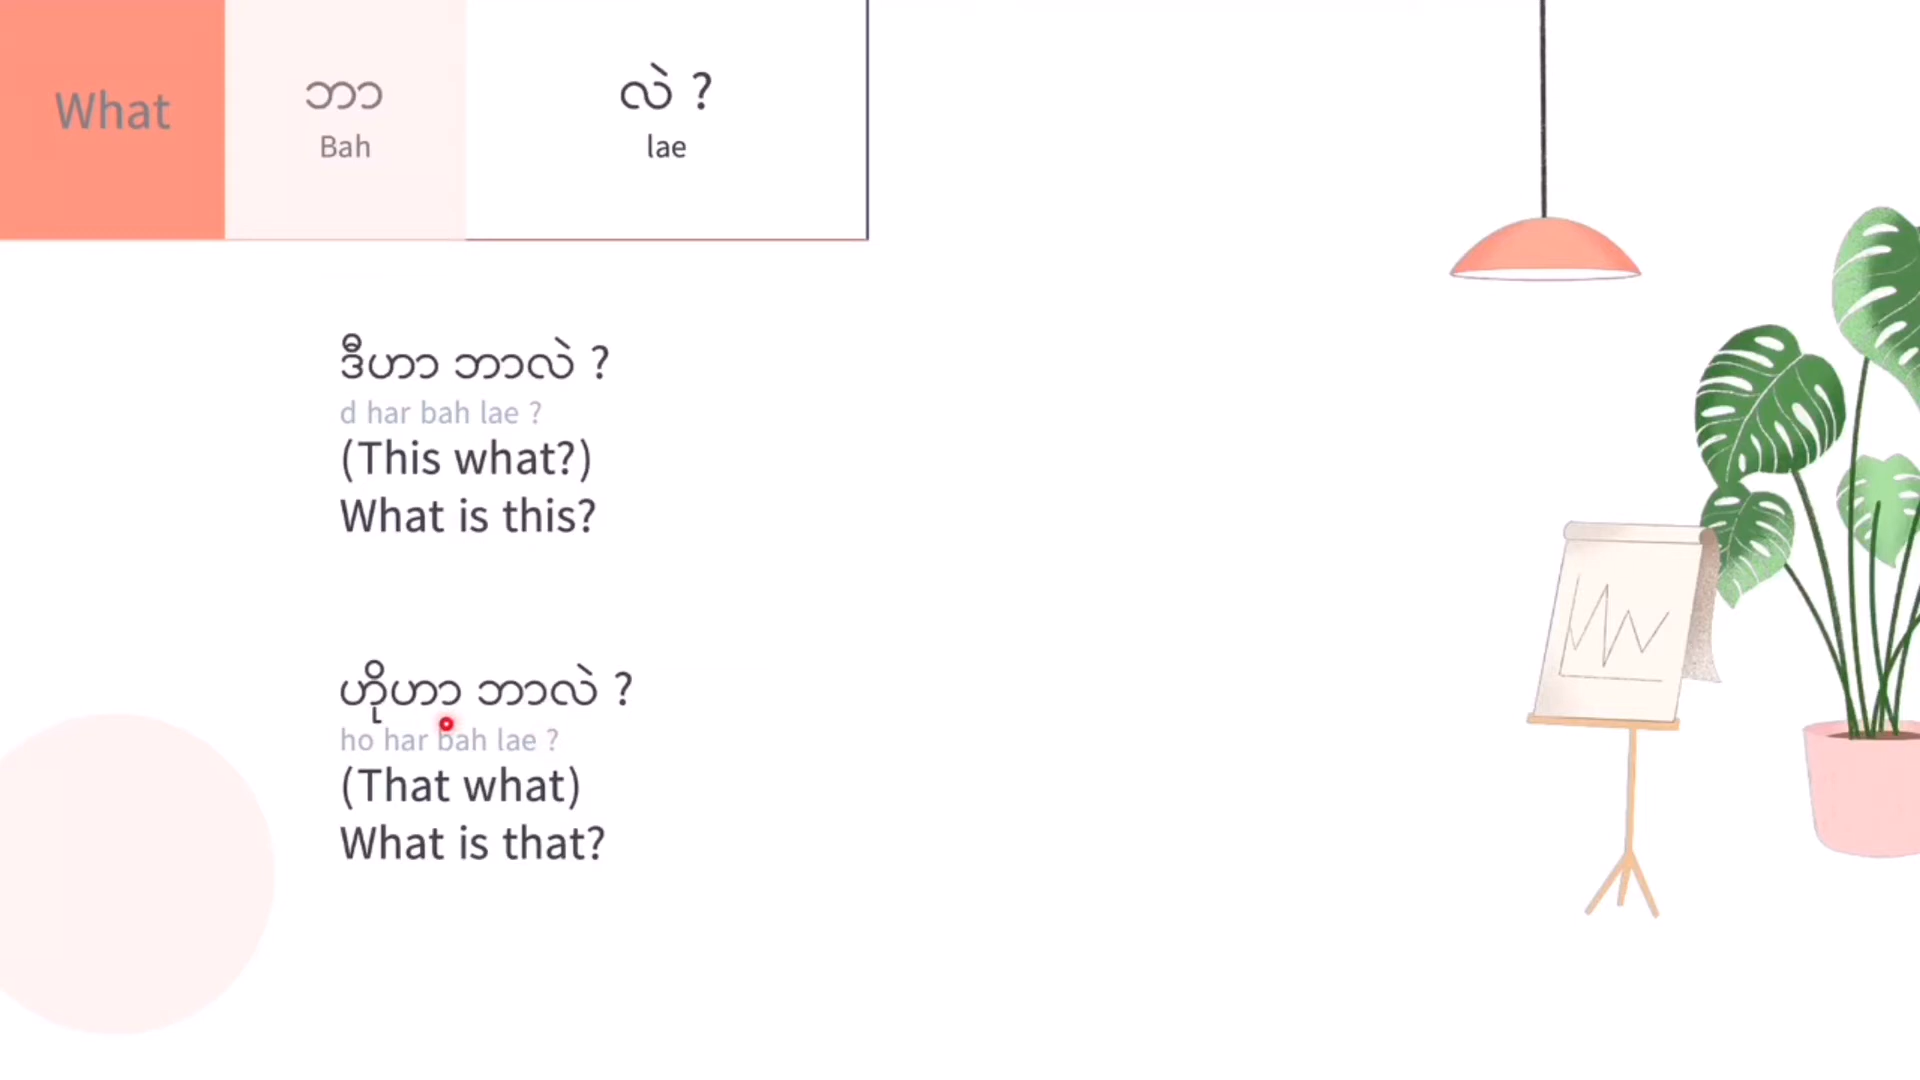 What
ဘာ
Bah
လဲ ?
lae
ဒီဟာ ဘာလဲ ?
d har bah lae ?
(This what?)
What is this?
ဟိုဟာ ဘာလဲ ?
ho har bah lae ?
(That what)
What is that?